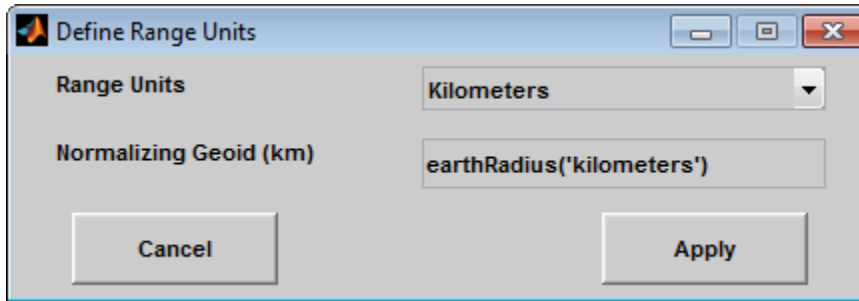 Define Range Units
Range Units
Kilometers
Normalizing Geoid (km)
earthRadius('kilometers')
Cancel
Apply